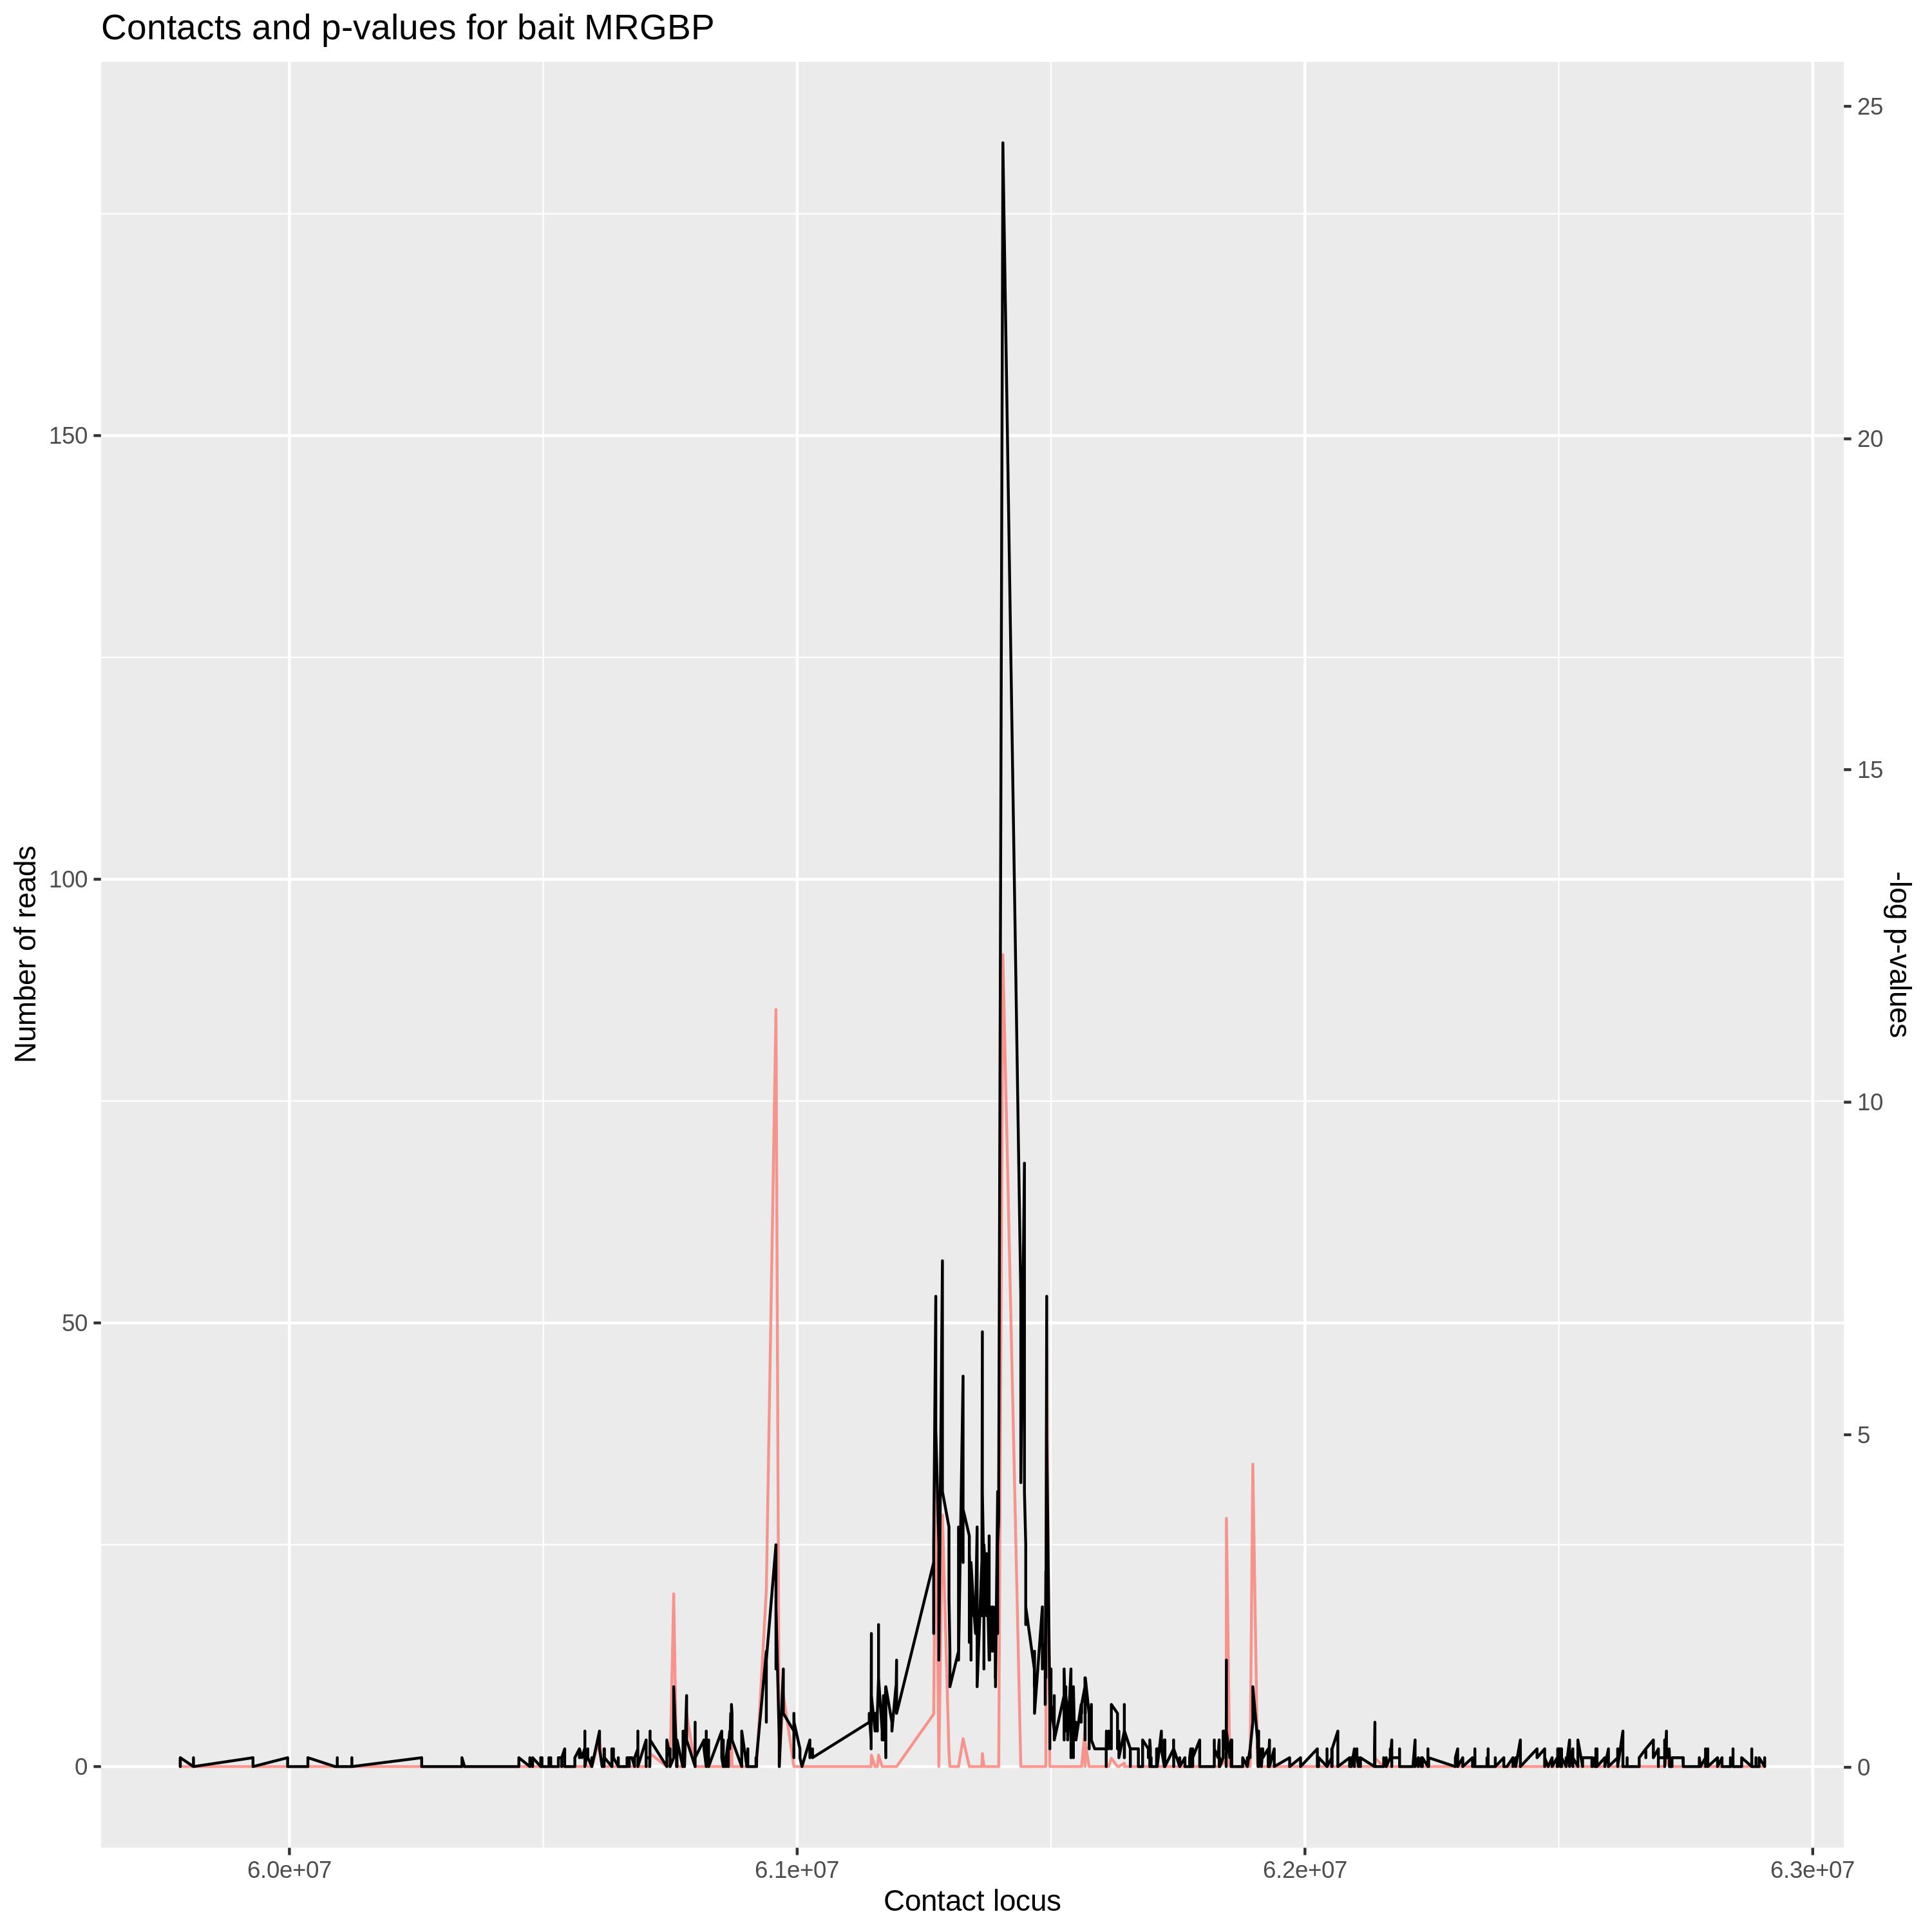 Contacts and p-values for bait MRGBP
25
20
15
10
5
0
150
100
50
0
Number of reads
-log p-values
6.0e+07
6.1e+07
6.2e+07
6.3e+07
Contact locus